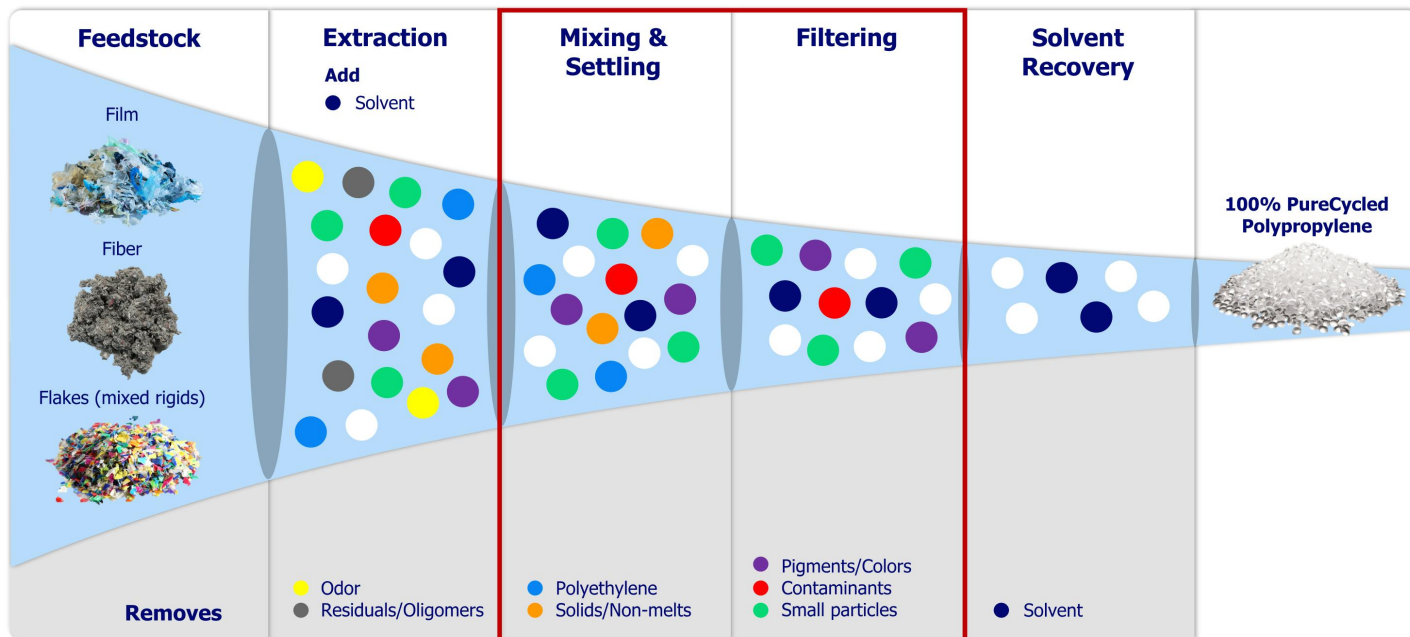 Feedstock
Extraction
Mixing &
Settling
Filtering
Solvent
Recovery
Add
Solvent
Film
Fiber
Flakes (mixed rigids)
100% PureCycled
Polypropylene
Removes
Odor
Residuals/Oligomers
Polyethylene
Solids/Non-melts
Pigments/Colors
Contaminants
Small particles
Solvent